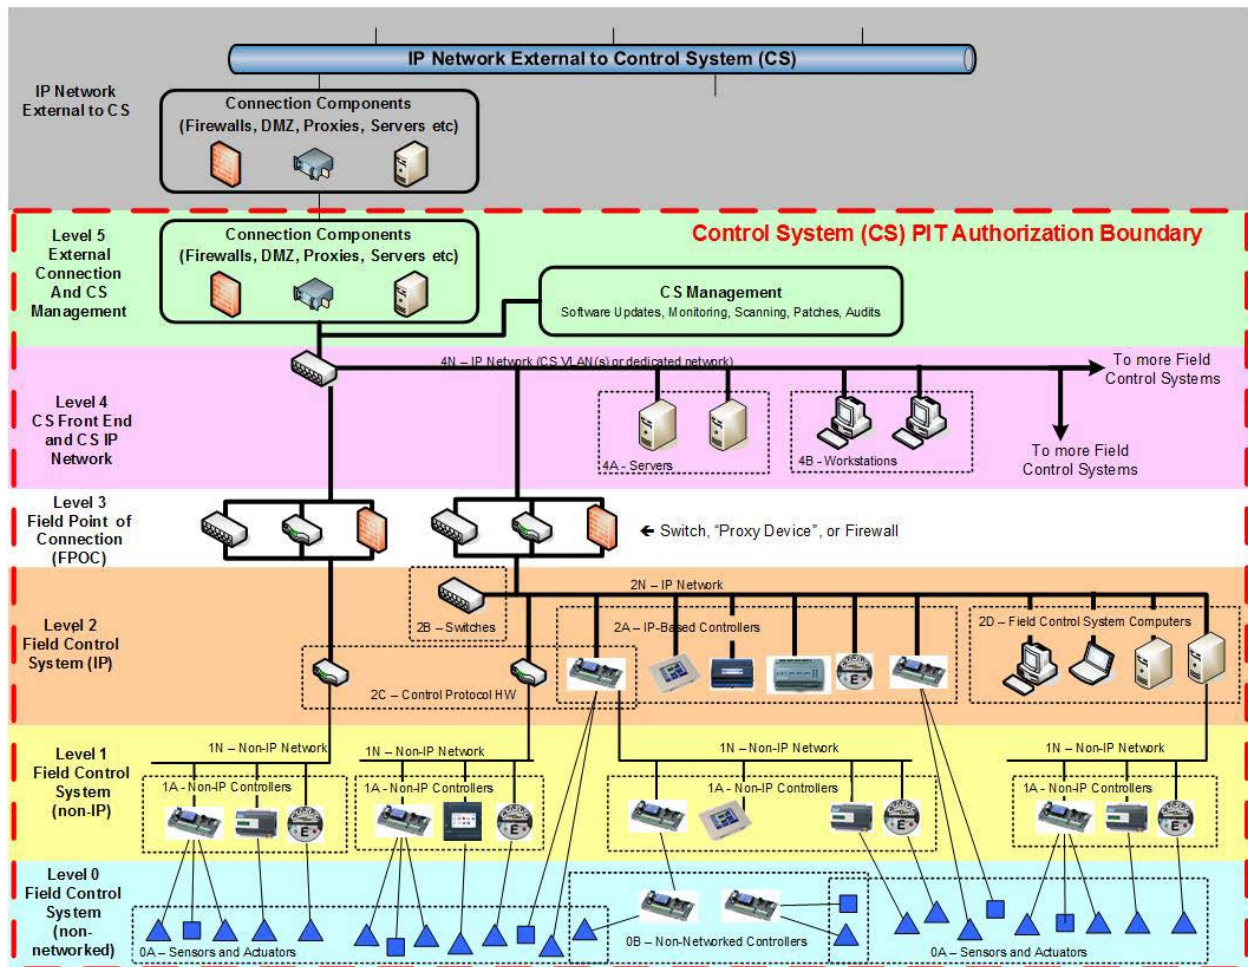 IP Network External to Control System (CS)
IP Network
External to CS
Connection Components
(Firewalls, DMZ, Proxies, Servers etc)
Level 5
External
Connection
And CS
Management
Connection Components
(Firewalls, DMZ, Proxies, Servers etc)
Control System (CS) PIT Authorization Boundary
CS Management
Software Updates, Monitoring, Scanning, Patches, Audits
4N – IP Network (CS VLAN(s) or dedicated network)
To more Field
Control Systems
Level 4
CS Front End
and CS IP
Network
4A - Servers
4B - Workstations
To more Field
Control Systems
Level 3
Field Point of
Connection
(FPOC)
Switch, “Proxy Device”, or Firewall
2N – IP Network
Level 2
Field Control
System (IP)
2B – Switches
2A – IP-Based Controllers
2D – Field Control System Computers
E
2C – Control Protocol HW
Level 1
Field Control
System
(non-IP)
1N – Non-IP Network
1N – Non-IP Network
1N – Non-IP Network
1N – Non-IP Network
1A - Non-IP Controllers
1A - Non-IP Controllers
1A - Non-IP Controllers
1A - Non-IP Controllers
E
E
E
E
Level 0
Field Control
System
(non-
networked)
0A – Sensors and Actuators
0B – Non-Networked Controllers
0A – Sensors and Actuators